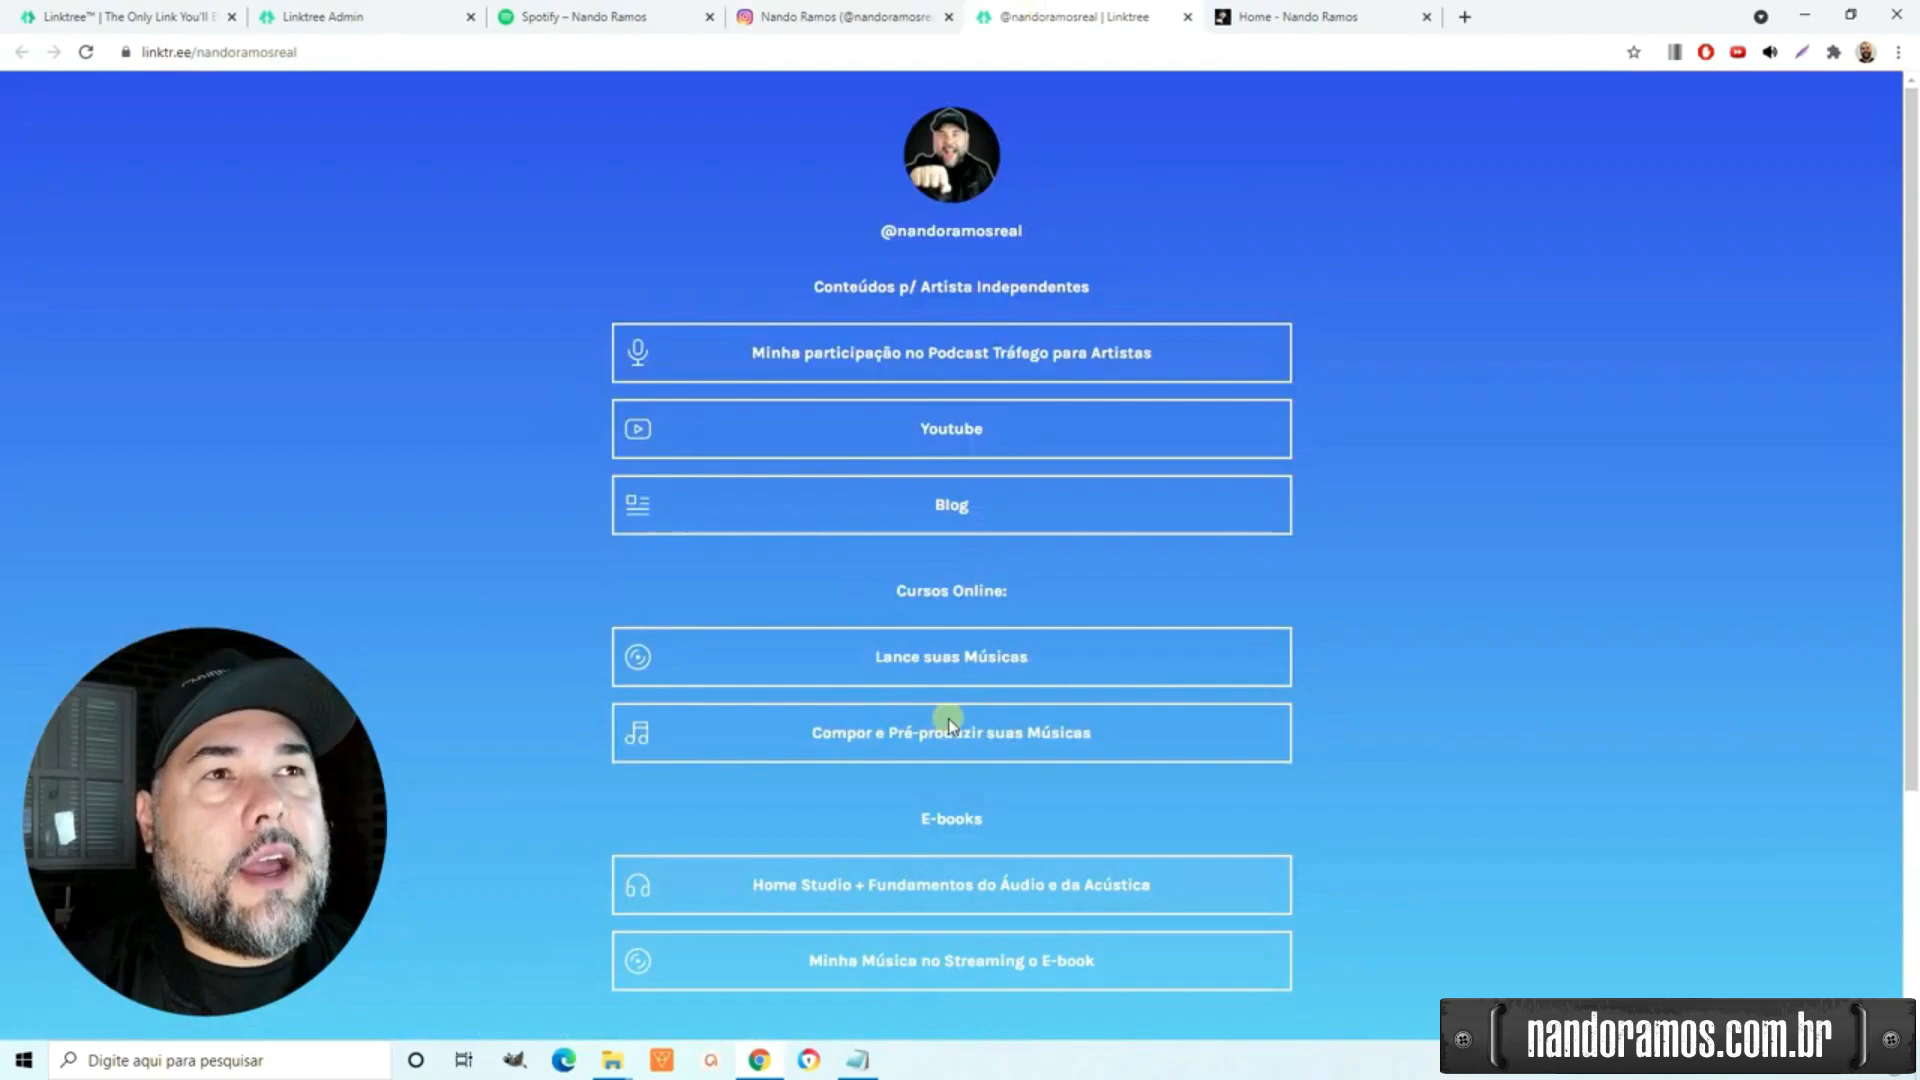 Linktree™ | The Only Link You'll E
Linktree Admin
Spotify – Nando Ramos
Nando Ramos (@nandoramosre
@nandoramosreal | Linktree
Home - Nando Ramos
linktr.ee/nandoramosreal
@nandoramosreal
Conteúdos p/ Artista Independentes
Minha participação no Podcast Tráfego para Artistas
Youtube
Blog
Cursos Online:
Lance suas Músicas
Compor e Pré-produzir suas Músicas
E-books
Home Studio + Fundamentos do Áudio e da Acústica
Minha Música no Streaming o E-book
nandoramos.com.br
Digite aqui para pesquisar